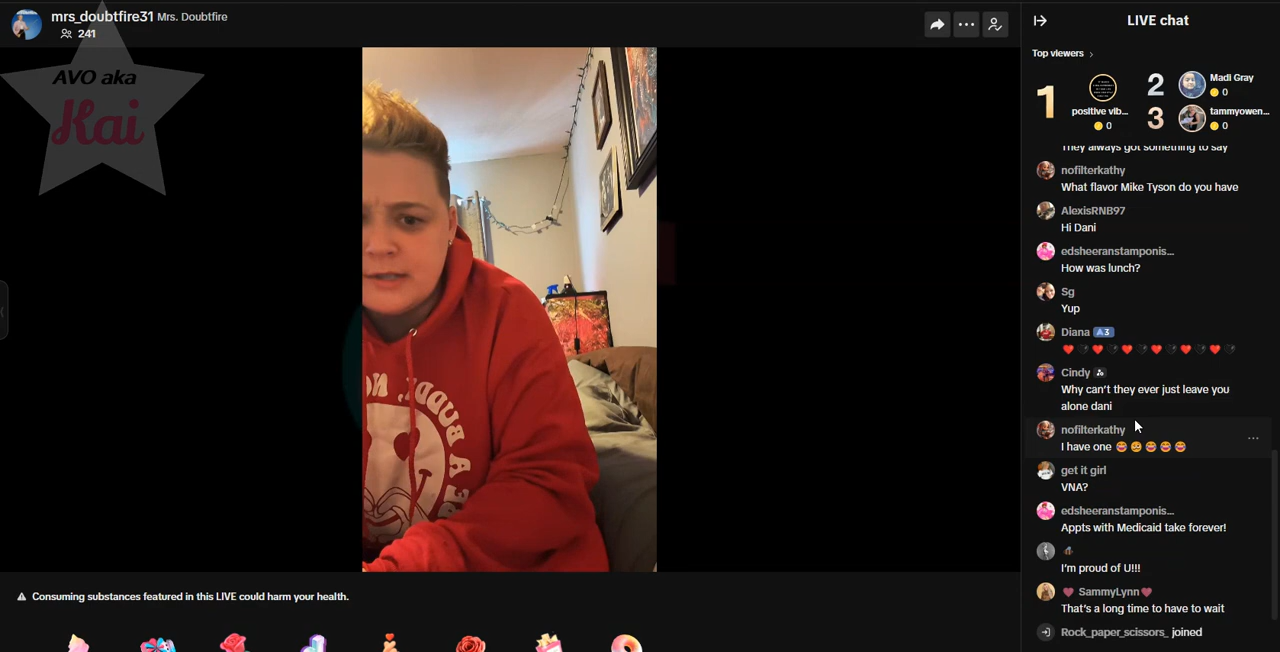 mrs_doubtfire31 Mrs. Doubtfire
241
AVO aka
Kai
Consuming substances featured in this LIVE could harm your health.
LIVE chat
Top viewers
1
positive vib...
0
2
Madi Gray
0
3
tammyowen...
0
They always got something to say
nofilterkathy
What flavor Mike Tyson do you have
AlexisRNB97
Hi Dani
edsheeranstamponis...
How was lunch?
Sg
Yup
Diana A3
Cindy
Why can't they ever just leave you
alone dani
nofilterkathy
I have one
get it girl
VNA?
edsheeranstamponis...
Appts with Medicaid take forever!
I'm proud of U!!!
SammyLynn
That's a long time to have to wait
Rock_paper_scissors_ joined